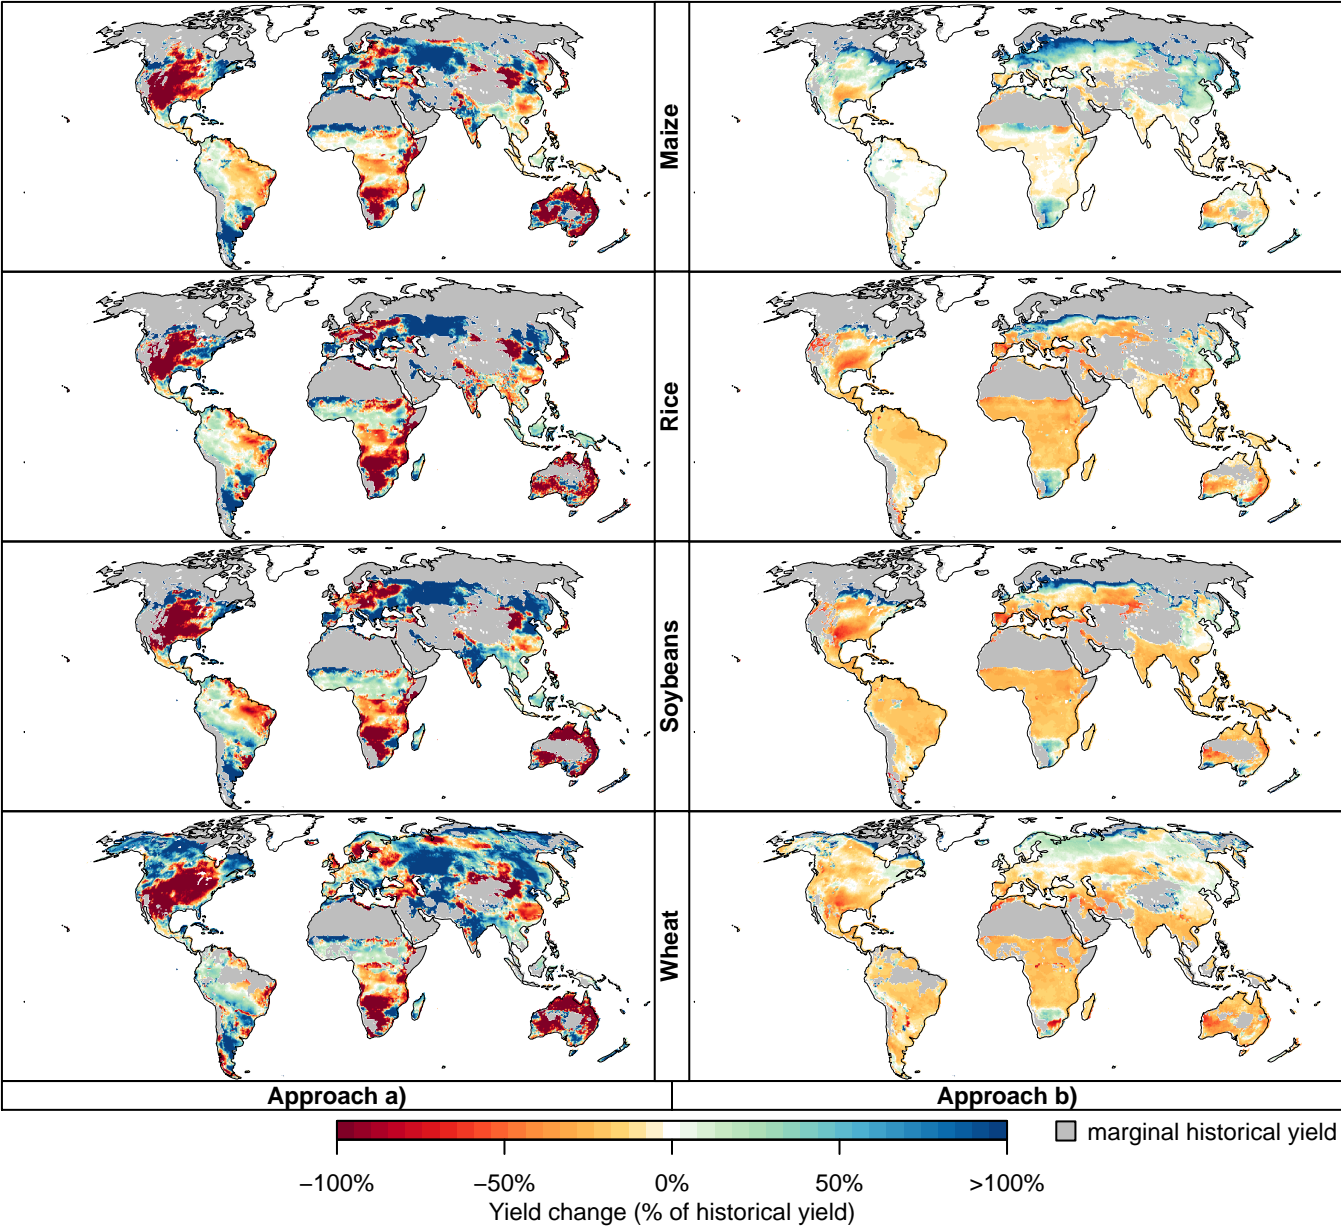 Maize
Rice
Soybeans
Wheat
Approach a)
Approach b)
marginal historical yield
−100%
−50%
0%
50%
>100%
Yield change (% of historical yield)